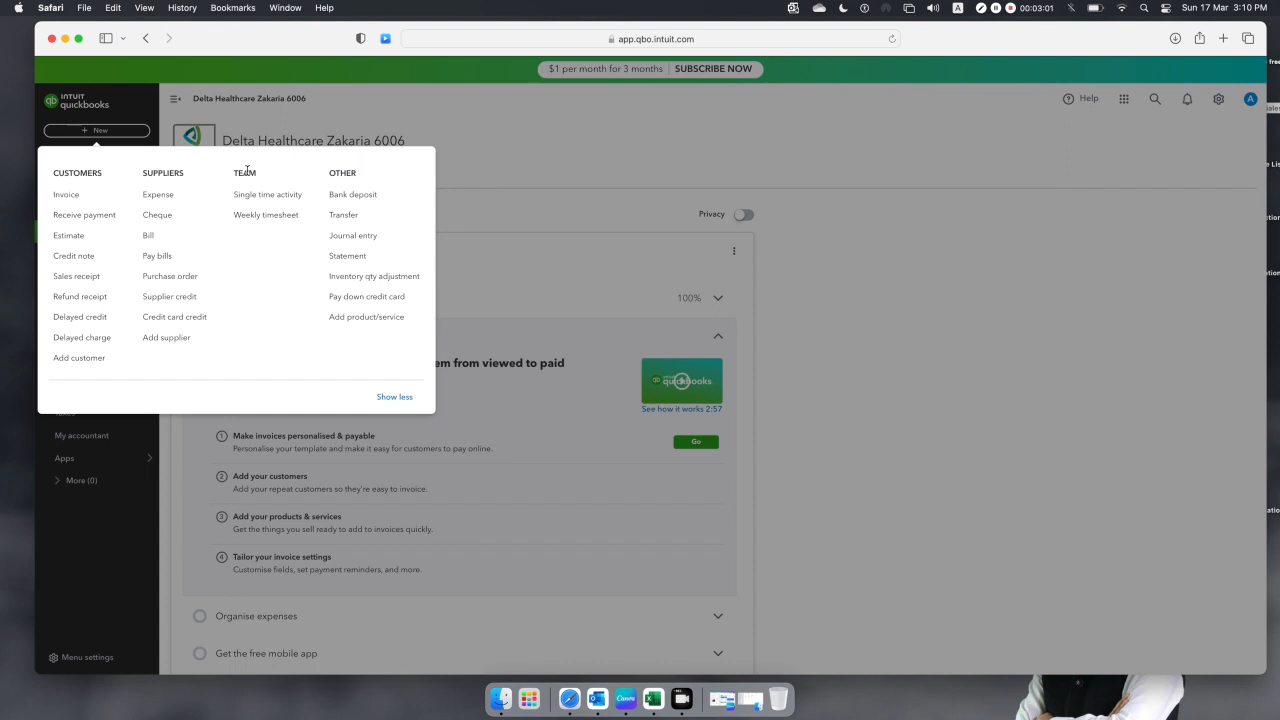 Safari File Edit View History Bookmarks Window Help
A
00:03:01
Sun 17 Mar 3:10 PM
app.qbo.intuit.com
$1 per month for 3 months | SUBSCRIBE NOW
INTUIT
quickbooks
Delta Healthcare Zakaria 6006
Help
A
+ New
Delta Healthcare Zakaria 6006
CUSTOMERS SUPPLIERS TEAM OTHER
Invoice Expense Single time activity Bank deposit
Receive payment Cheque Weekly timesheet Transfer
Privacy
Estimate Bill Journal entry
Credit note Pay bills Statement
Sales receipt Purchase order Inventory qty adjustment
Refund receipt Supplier credit Pay down credit card
100%
Delayed credit Credit card credit Add product/service
Delayed charge Add supplier
Add customer
em from viewed to paid
INTUIT
quickbooks
Show less
See how it works 2:57
Taxes
My accountant
Apps
More (0)
1 Make invoices personalised & payable
Personalise your template and make it easy for customers to pay online.
Go
2 Add your customers
Add your repeat customers so they're easy to invoice.
3 Add your products & services
Get the things you sell ready to add to invoices quickly.
4 Tailor your invoice settings
Customise fields, set payment reminders, and more.
Organise expenses
Get the free mobile app
Menu settings
Canva